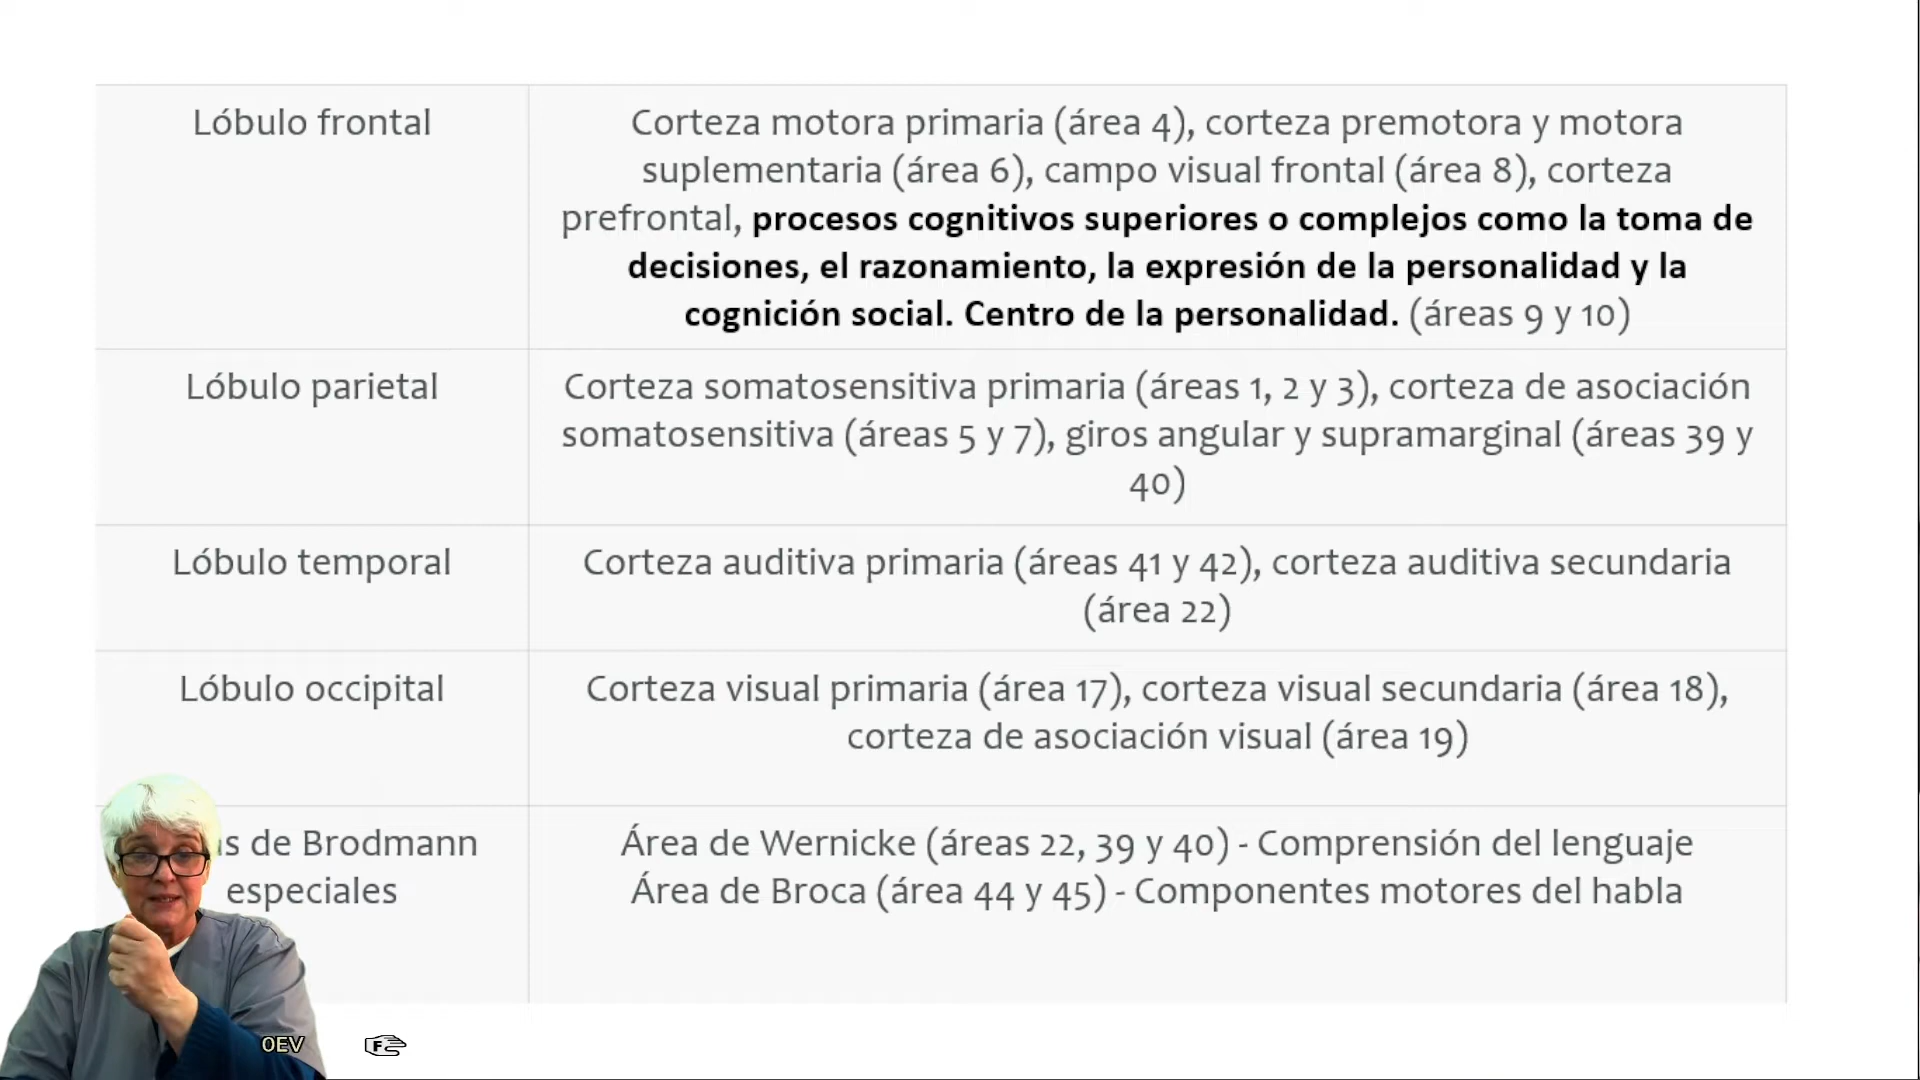 Lóbulo frontal
Corteza motora primaria (área 4), corteza premotora y motora
suplementaria (área 6), campo visual frontal (área 8), corteza
prefrontal, procesos cognitivos superiores o complejos como la toma de
decisiones, el razonamiento, la expresión de la personalidad y la
cognición social. Centro de la personalidad. (áreas 9 y 10)
Lóbulo parietal
Corteza somatosensitiva primaria (áreas 1, 2 y 3), corteza de asociación
somatosensitiva (áreas 5 y 7), giros angular y supramarginal (áreas 39 y
40)
Lóbulo temporal
Corteza auditiva primaria (áreas 41 y 42), corteza auditiva secundaria
(área 22)
Lóbulo occipital
Corteza visual primaria (área 17), corteza visual secundaria (área 18),
corteza de asociación visual (área 19)
de Brodmann
especiales
Área de Wernicke (áreas 22, 39 y 40) - Comprensión del lenguaje
Área de Broca (área 44 y 45) - Componentes motores del habla
OEV
F